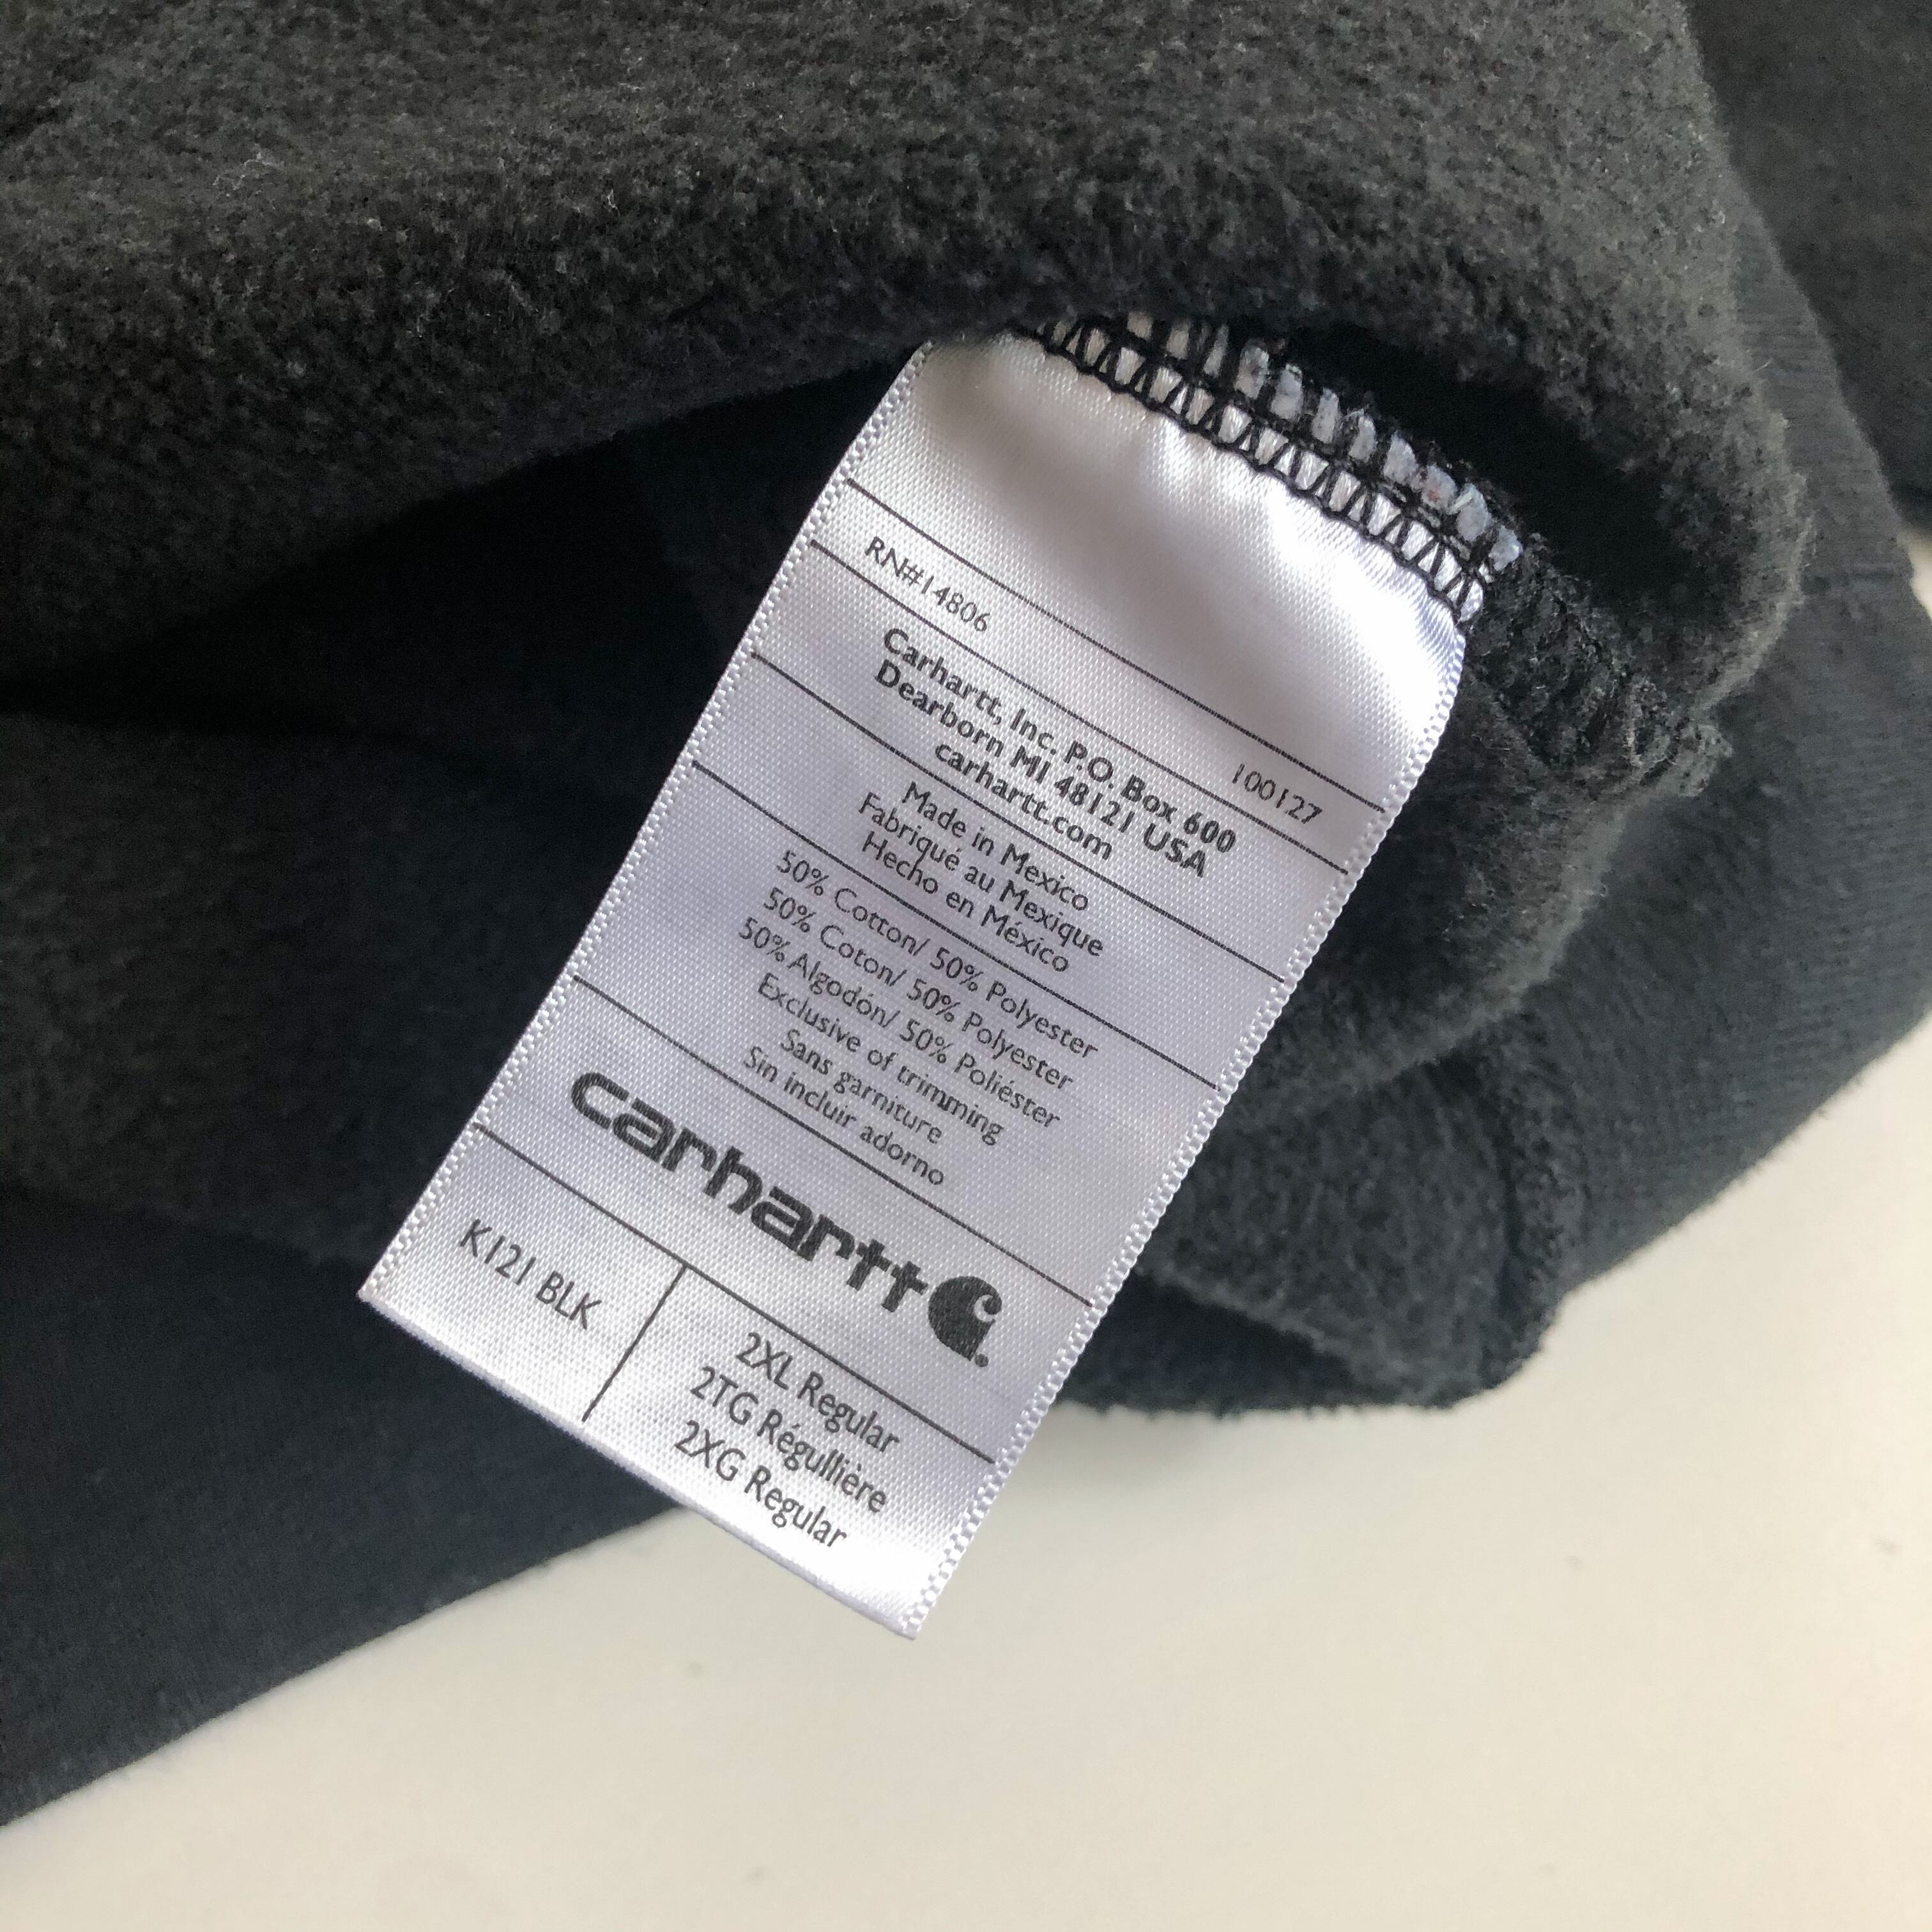 RN#14806 100127
Carhartt, Inc. P.O. Box 600
Dearborn MI 48121 USA
carhartt.com
Made in Mexico
Fabriqué au Mexique
Hecho en México
50% Cotton/ 50% Polyester
50% Coton/ 50% Polyester
50% Algodón/ 50% Poliéster
Exclusive of trimming
Sans garniture
Sin incluir adorno
carhartt
K121 BLK
2XL Regular
2TG Régullière
2XG Regular